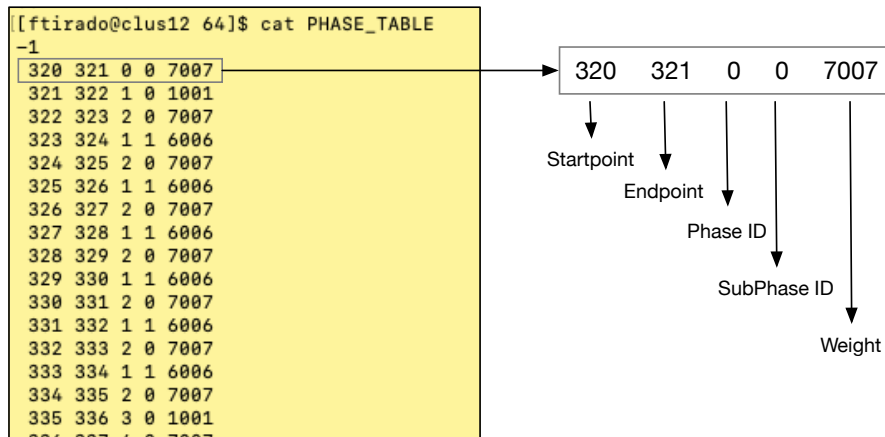 [[ftirado@clus12 64]$ cat PHASE_TABLE
-1
320 321 0 0 7007
321 322 1 0 1001
322 323 2 0 7007
323 324 1 1 6006
324 325 2 0 7007
325 326 1 1 6006
326 327 2 0 7007
327 328 1 1 6006
328 329 2 0 7007
329 330 1 1 6006
330 331 2 0 7007
331 332 1 1 6006
332 333 2 0 7007
333 334 1 1 6006
334 335 2 0 7007
335 336 3 0 1001
320 321 0 0 7007
Startpoint
Endpoint
Phase ID
SubPhase ID
Weight